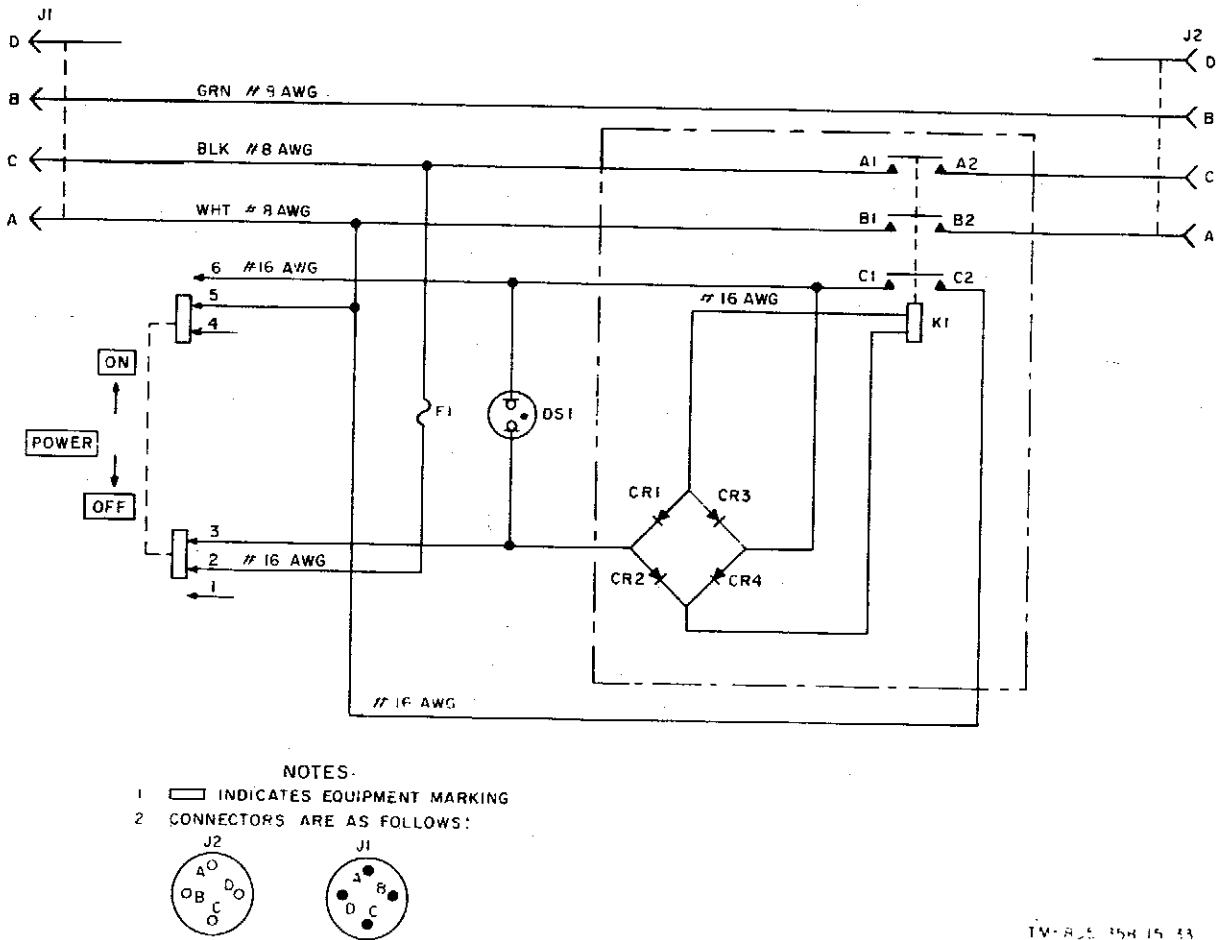 J1
D
J2
D
B
GRN # 9 AWG
B
C
BLK # 8 AWG
A1
A2
C
A
WHT # 8 AWG
B1
B2
A
6 # 16 AWG
C1
C2
5
# 16 AWG
4
K1
ON
F1
DS1
POWER
OFF
CR1
CR3
3
2 # 16 AWG
CR2
CR4
1
# 16 AWG
NOTES.
1 INDICATES EQUIPMENT MARKING
2 CONNECTORS ARE AS FOLLOWS:
J2
J1
A
B
D
C
A
B
D
C